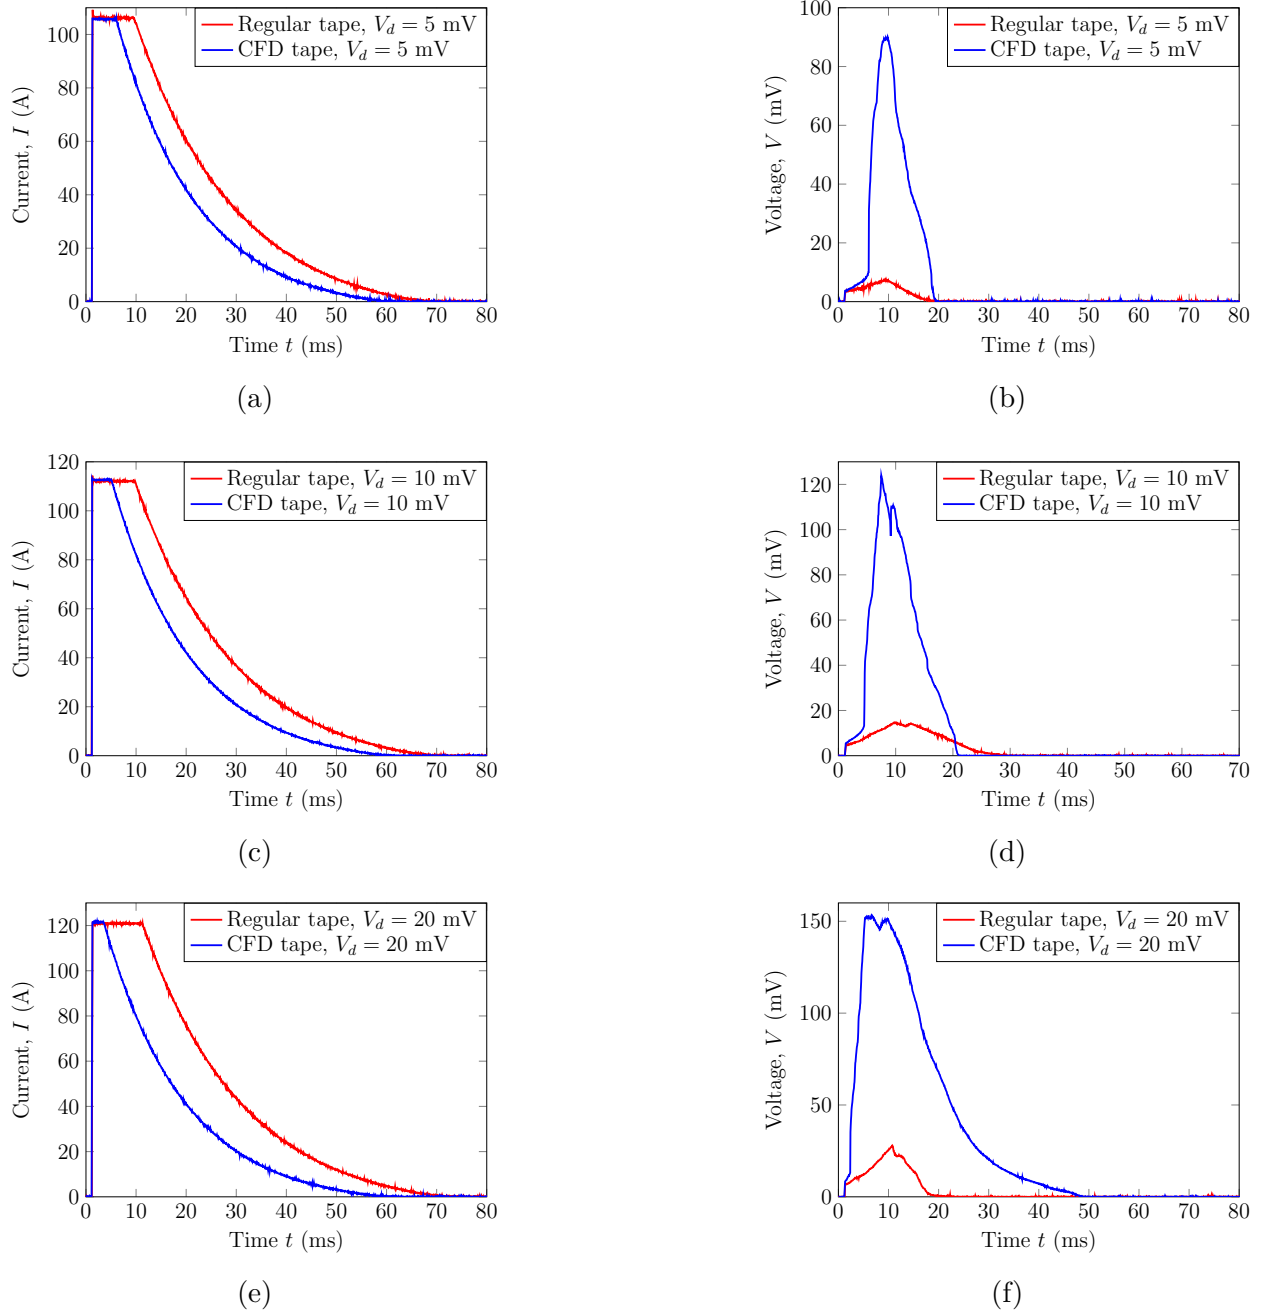 Regular tape, V_d = 5 mV
CFD tape, V_d = 5 mV
Current, I (A)
100
80
60
40
20
0
0 10 20 30 40 50 60 70 80
Time t (ms)
(a)
Regular tape, V_d = 5 mV
CFD tape, V_d = 5 mV
Voltage, V (mV)
100
80
60
40
20
0
0 10 20 30 40 50 60 70 80
Time t (ms)
(b)
Regular tape, V_d = 10 mV
CFD tape, V_d = 10 mV
Current, I (A)
120
100
80
60
40
20
0
0 10 20 30 40 50 60 70 80
Time t (ms)
(c)
Regular tape, V_d = 10 mV
CFD tape, V_d = 10 mV
Voltage, V (mV)
120
100
80
60
40
20
0
0 10 20 30 40 50 60 70
Time t (ms)
(d)
Regular tape, V_d = 20 mV
CFD tape, V_d = 20 mV
Current, I (A)
120
100
80
60
40
20
0
0 10 20 30 40 50 60 70 80
Time t (ms)
(e)
Regular tape, V_d = 20 mV
CFD tape, V_d = 20 mV
Voltage, V (mV)
150
100
50
0
0 10 20 30 40 50 60 70 80
Time t (ms)
(f)